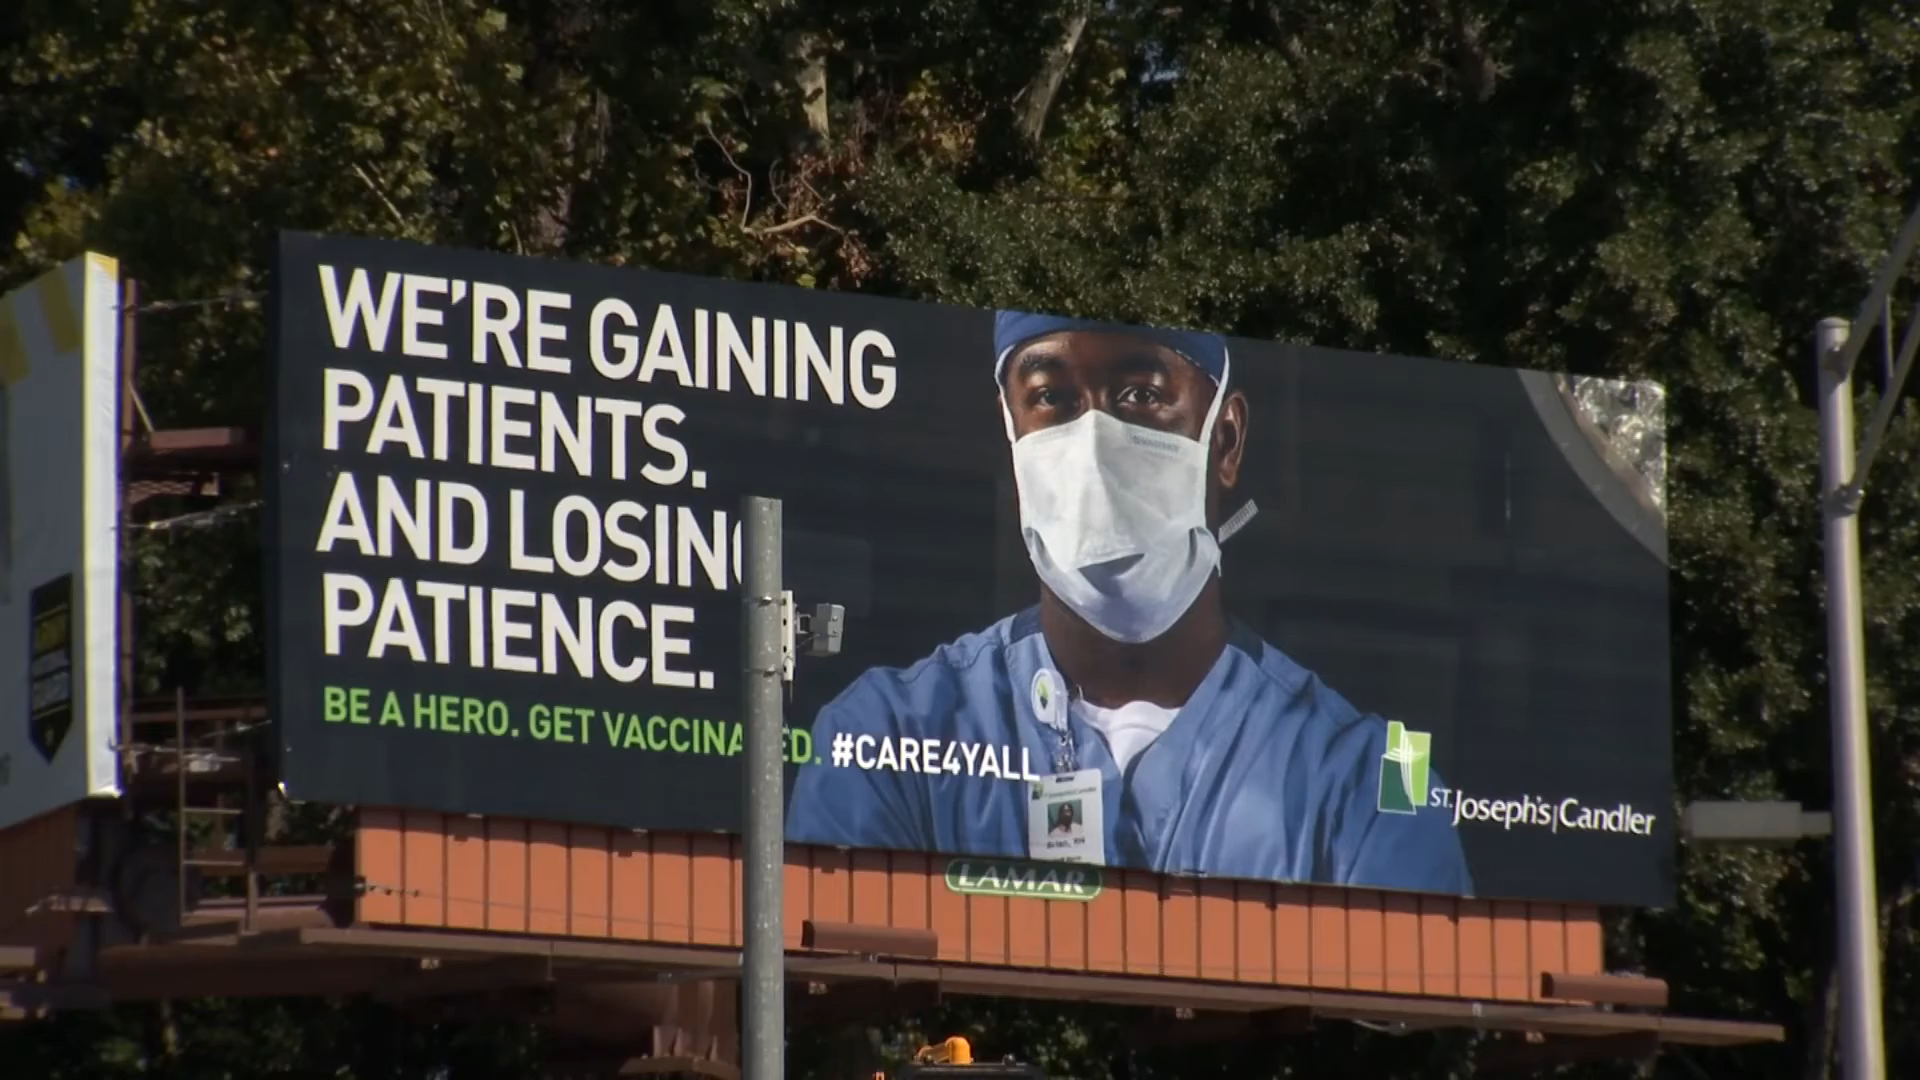 WE'RE GAINING
PATIENTS.
AND LOSING
PATIENCE.
BE A HERO. GET VACCINATED. #CARE4YALL
ST. Joseph's|Candler
LAMAR